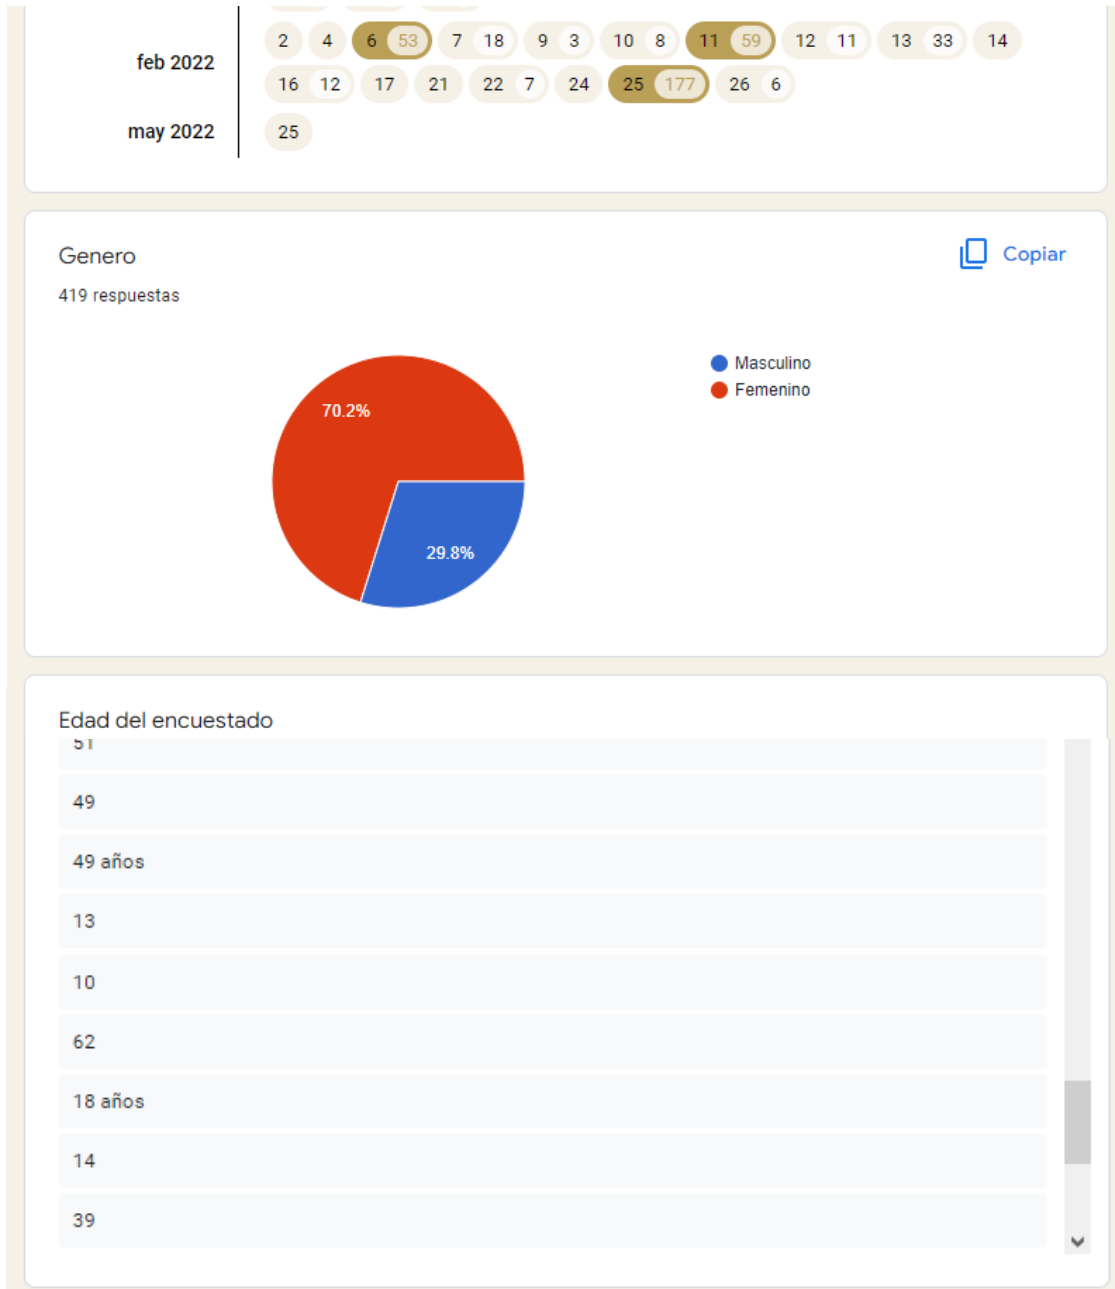 feb 2022
2 4 6 53 7 18 9 3 10 8 11 59 12 11 13 33 14
16 12 17 21 22 7 24 25 177 26 6
may 2022
25
Genero
Copiar
419 respuestas
Masculino
Femenino
70.2%
29.8%
Edad del encuestado
51
49
49 años
13
10
62
18 años
14
39